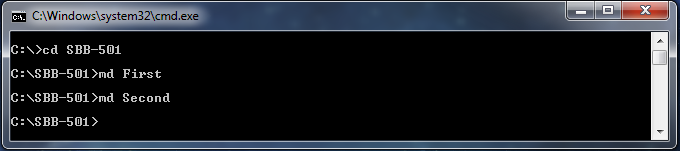 C:\Windows\system32\cmd.exe
C:\>cd SBB-501
C:\SBB-501>md First
C:\SBB-501>md Second
C:\SBB-501>